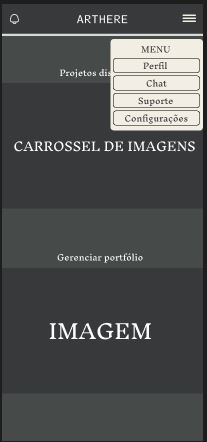 ARTHERE
MENU
Perfil
Projetos dis
Chat
Suporte
Configurações
CARROSSEL DE IMAGENS
Gerenciar portfólio
IMAGEM